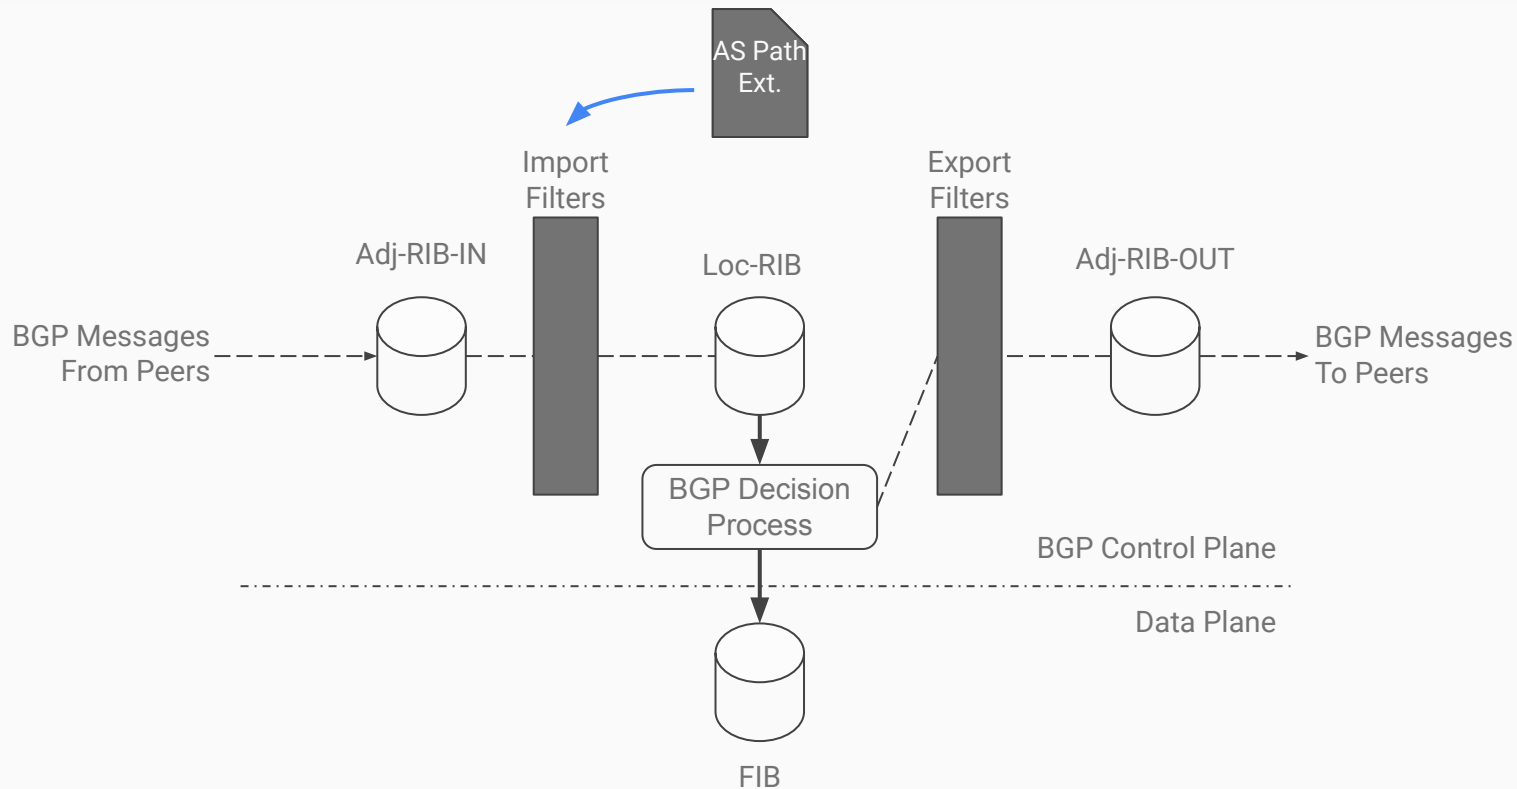 AS Path
Ext.
Import
Filters
Export
Filters
Adj-RIB-IN
Loc-RIB
Adj-RIB-OUT
BGP Messages
From Peers
BGP Messages
To Peers
BGP Decision
Process
BGP Control Plane
Data Plane
FIB